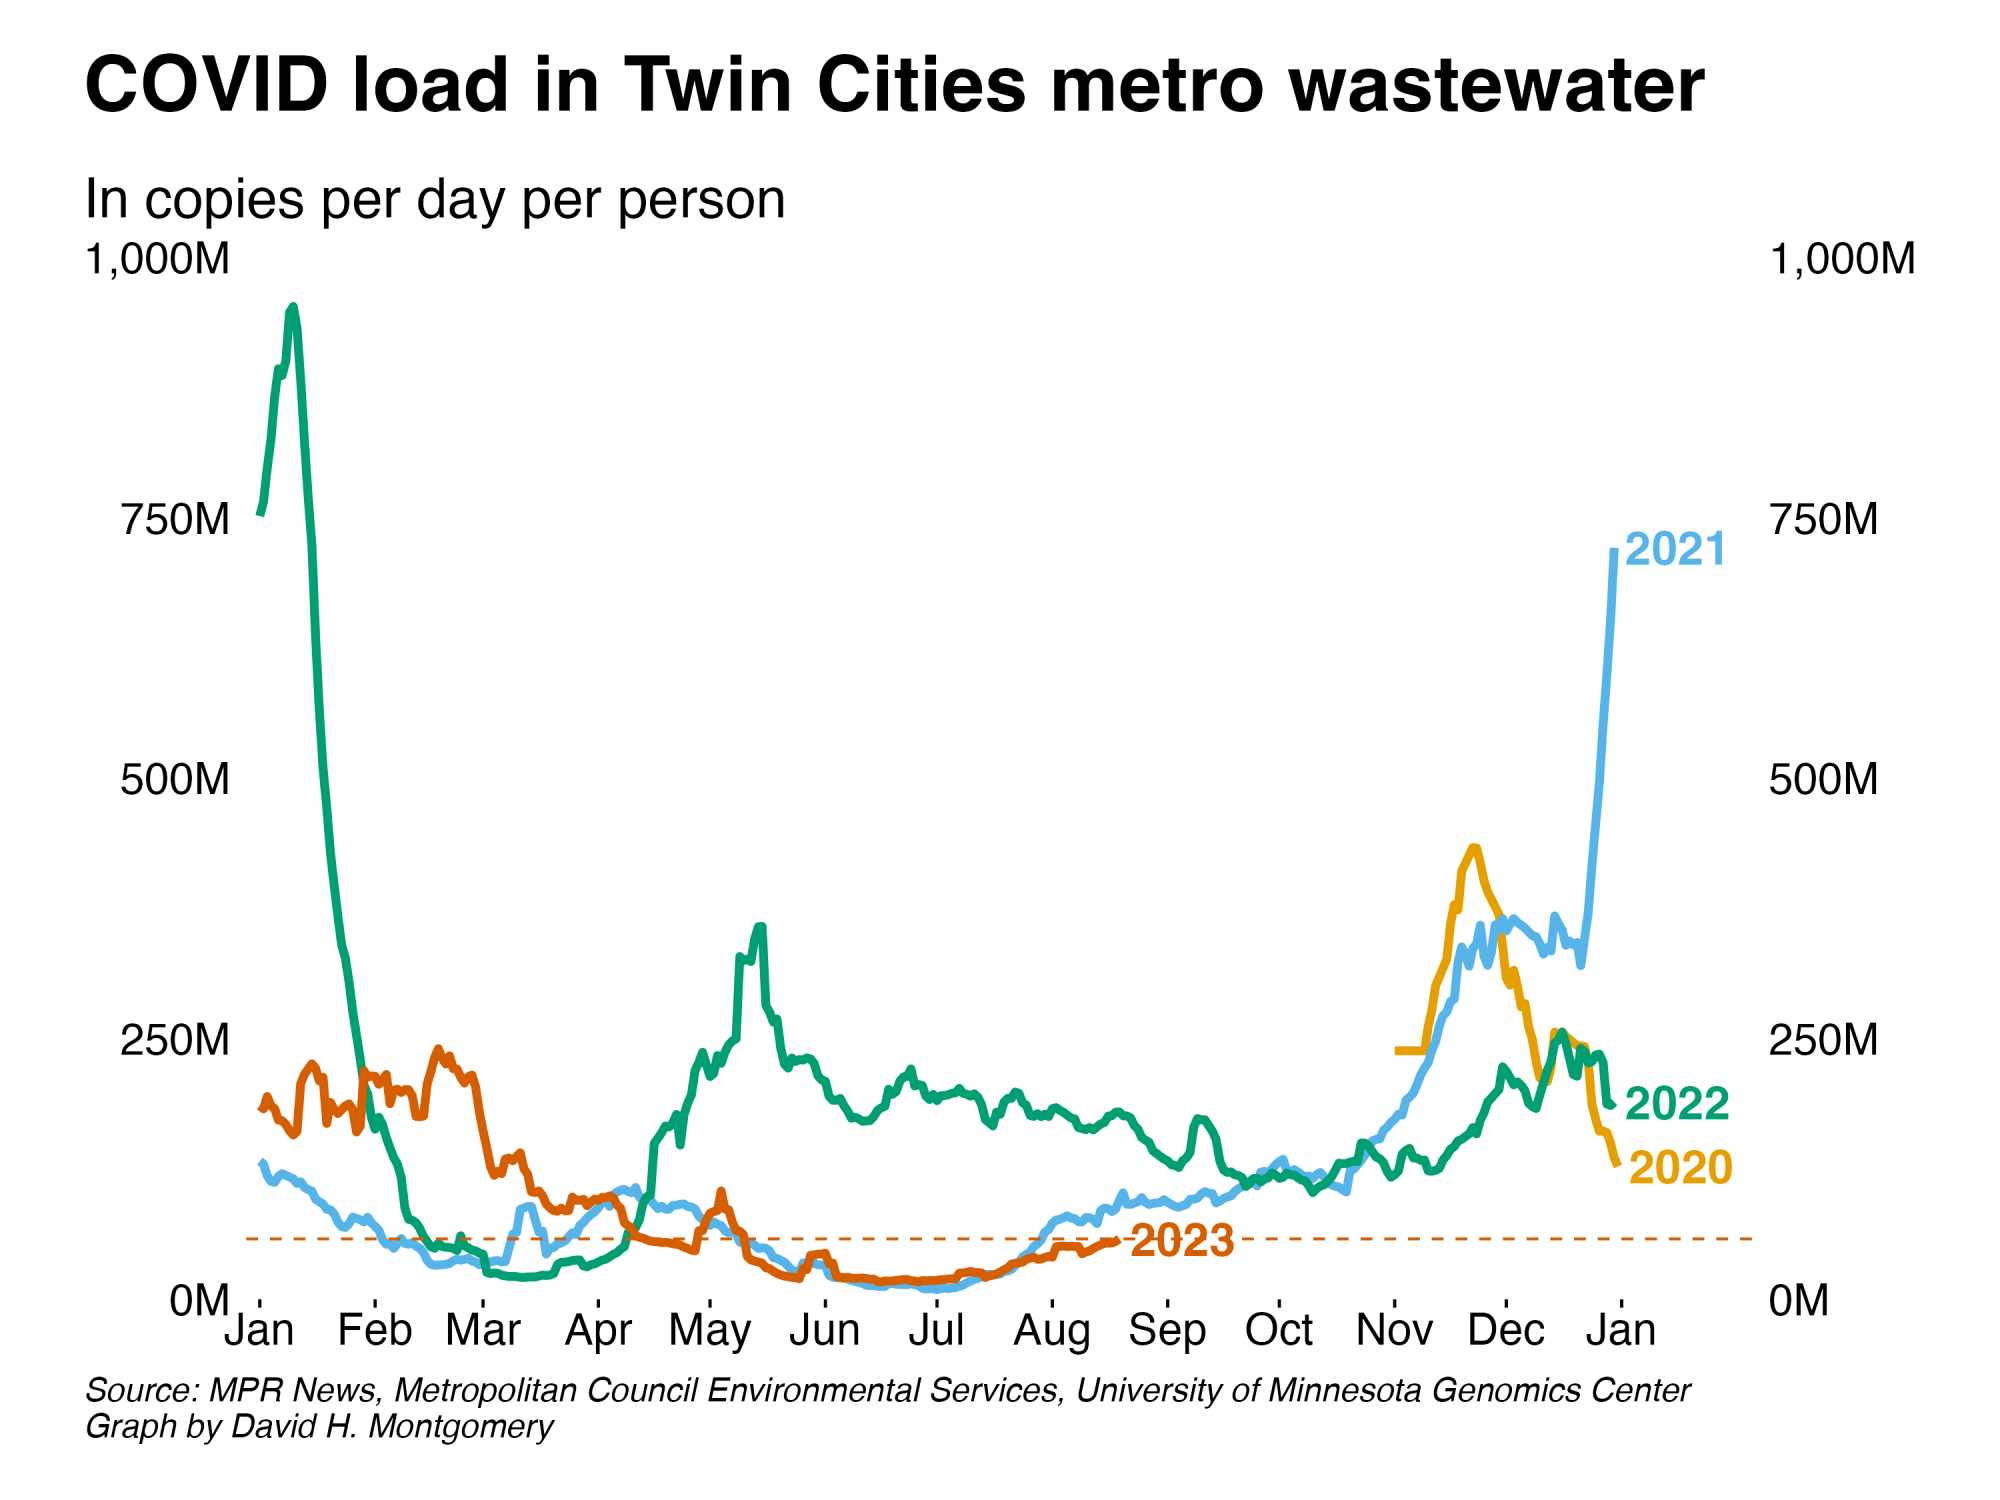 COVID load in Twin Cities metro wastewater
In copies per day per person
1,000M 1,000M
750M 750M
2021
500M 500M
250M 250M
2022
2020
2023
0M 0M
Jan Feb Mar Apr May Jun Jul Aug Sep Oct Nov Dec Jan
Source: MPR News, Metropolitan Council Environmental Services, University of Minnesota Genomics Center
Graph by David H. Montgomery